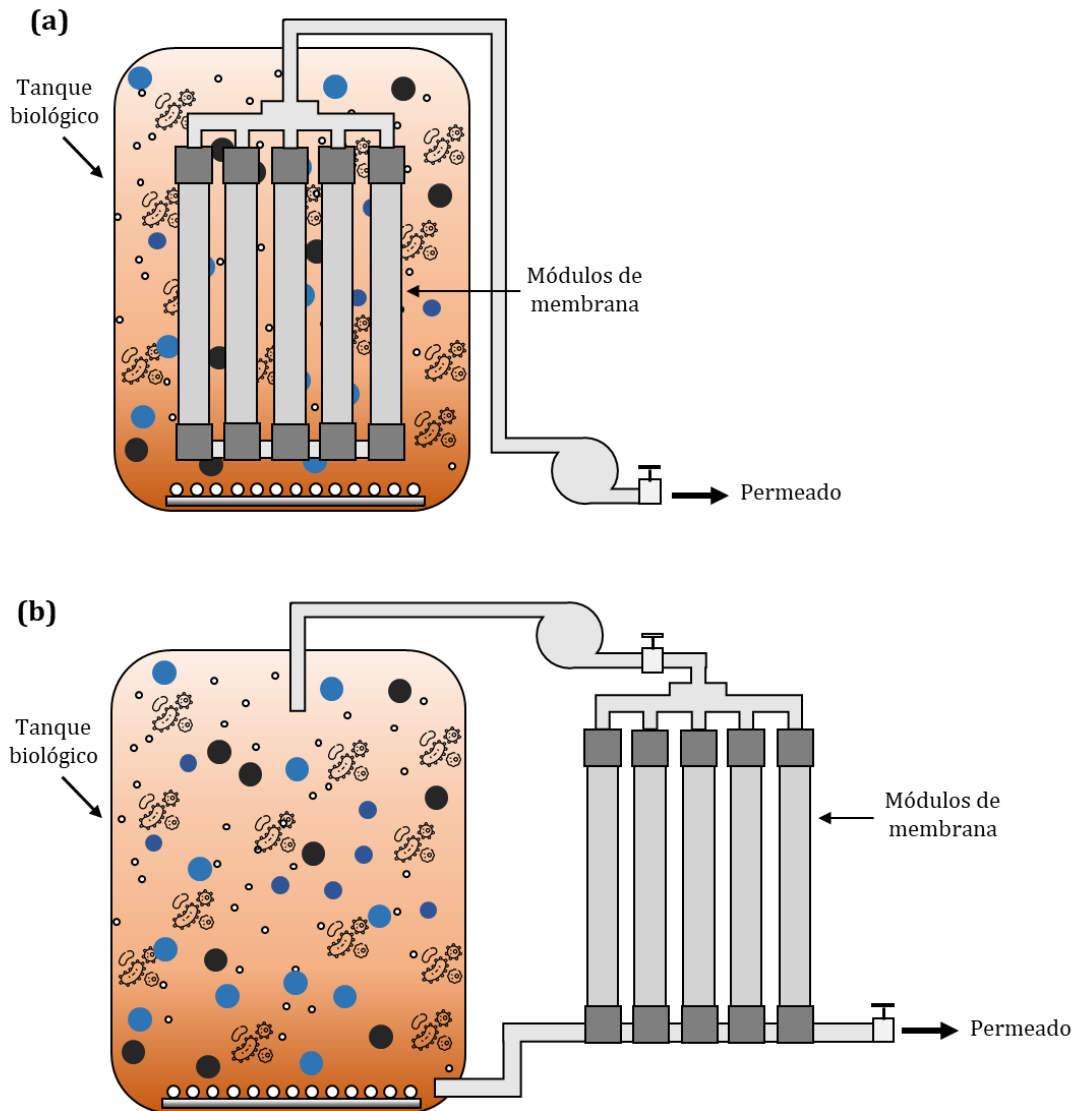 (a)
Tanque
biológico
Módulos de
membrana
Permeado
(b)
Tanque
biológico
Módulos de
membrana
Permeado